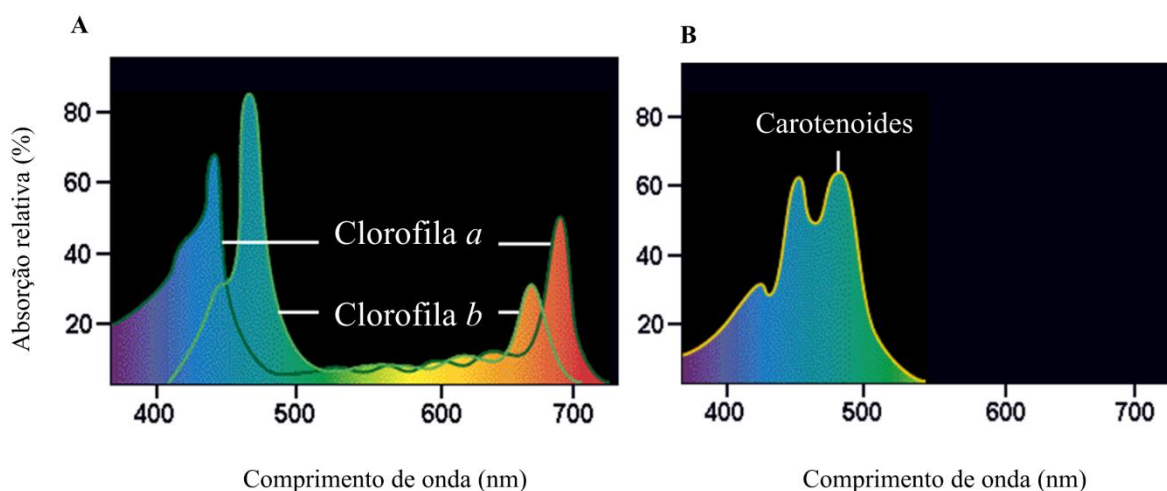 A
Absorção relativa (%)
80
60
40
20
Clorofila a
Clorofila b
400
500
600
700
Comprimento de onda (nm)
B
80
60
40
20
Carotenoides
400
500
600
700
Comprimento de onda (nm)